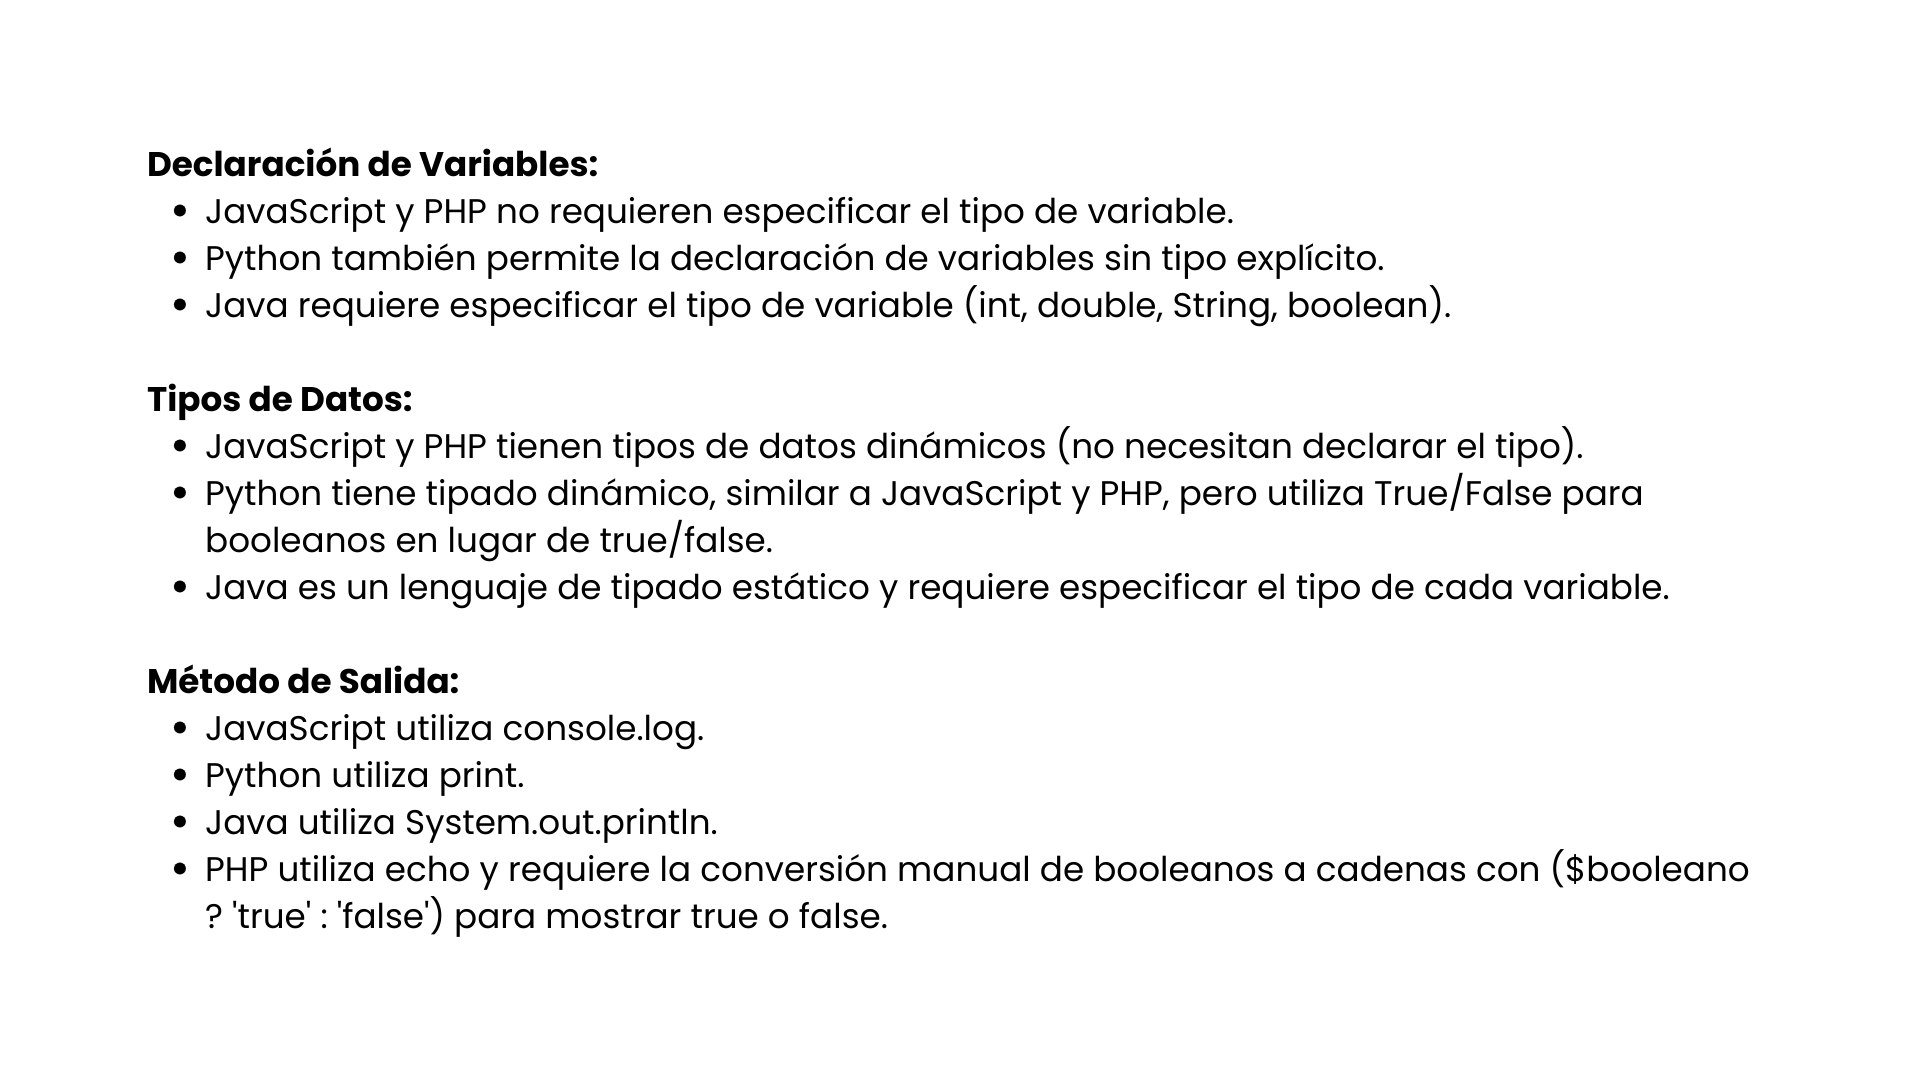 Declaración de Variables:
• JavaScript y PHP no requieren especificar el tipo de variable.
• Python también permite la declaración de variables sin tipo explícito.
• Java requiere especificar el tipo de variable (int, double, String, boolean).
Tipos de Datos:
• JavaScript y PHP tienen tipos de datos dinámicos (no necesitan declarar el tipo).
• Python tiene tipado dinámico, similar a JavaScript y PHP, pero utiliza True/False para
booleanos en lugar de true/false.
• Java es un lenguaje de tipado estático y requiere especificar el tipo de cada variable.
Método de Salida:
• JavaScript utiliza console.log.
• Python utiliza print.
• Java utiliza System.out.println.
• PHP utiliza echo y requiere la conversión manual de booleanos a cadenas con ($booleano
? 'true' : 'false') para mostrar true o false.